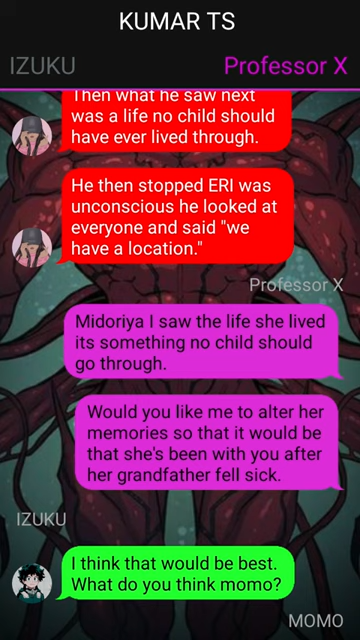 KUMAR TS
IZUKU
Professor X
Then what he saw next
was a life no child should
have ever lived through.
He then stopped ERI was
unconscious he looked at
everyone and said "we
have a location."
Professor X
Midoriya I saw the life she lived
its something no child should
go through.
Would you like me to alter her
memories so that it would be
that she's been with you after
her grandfather fell sick.
IZUKU
I think that would be best.
What do you think momo?
MOMO